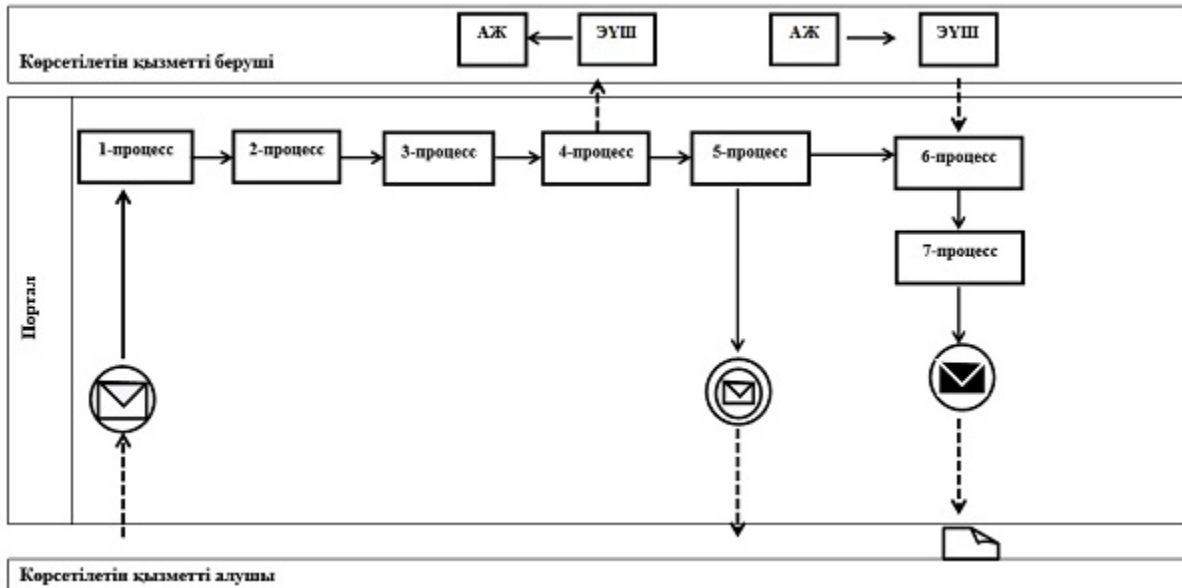 АЖ
ЭҮШ
АЖ
ЭҮШ
Көрсетілетін қызметті беруші
Портал
1-процесс
2-процесс
3-процесс
4-процесс
5-процесс
6-процесс
7-процесс
Көрсетілетін қызметті алушы